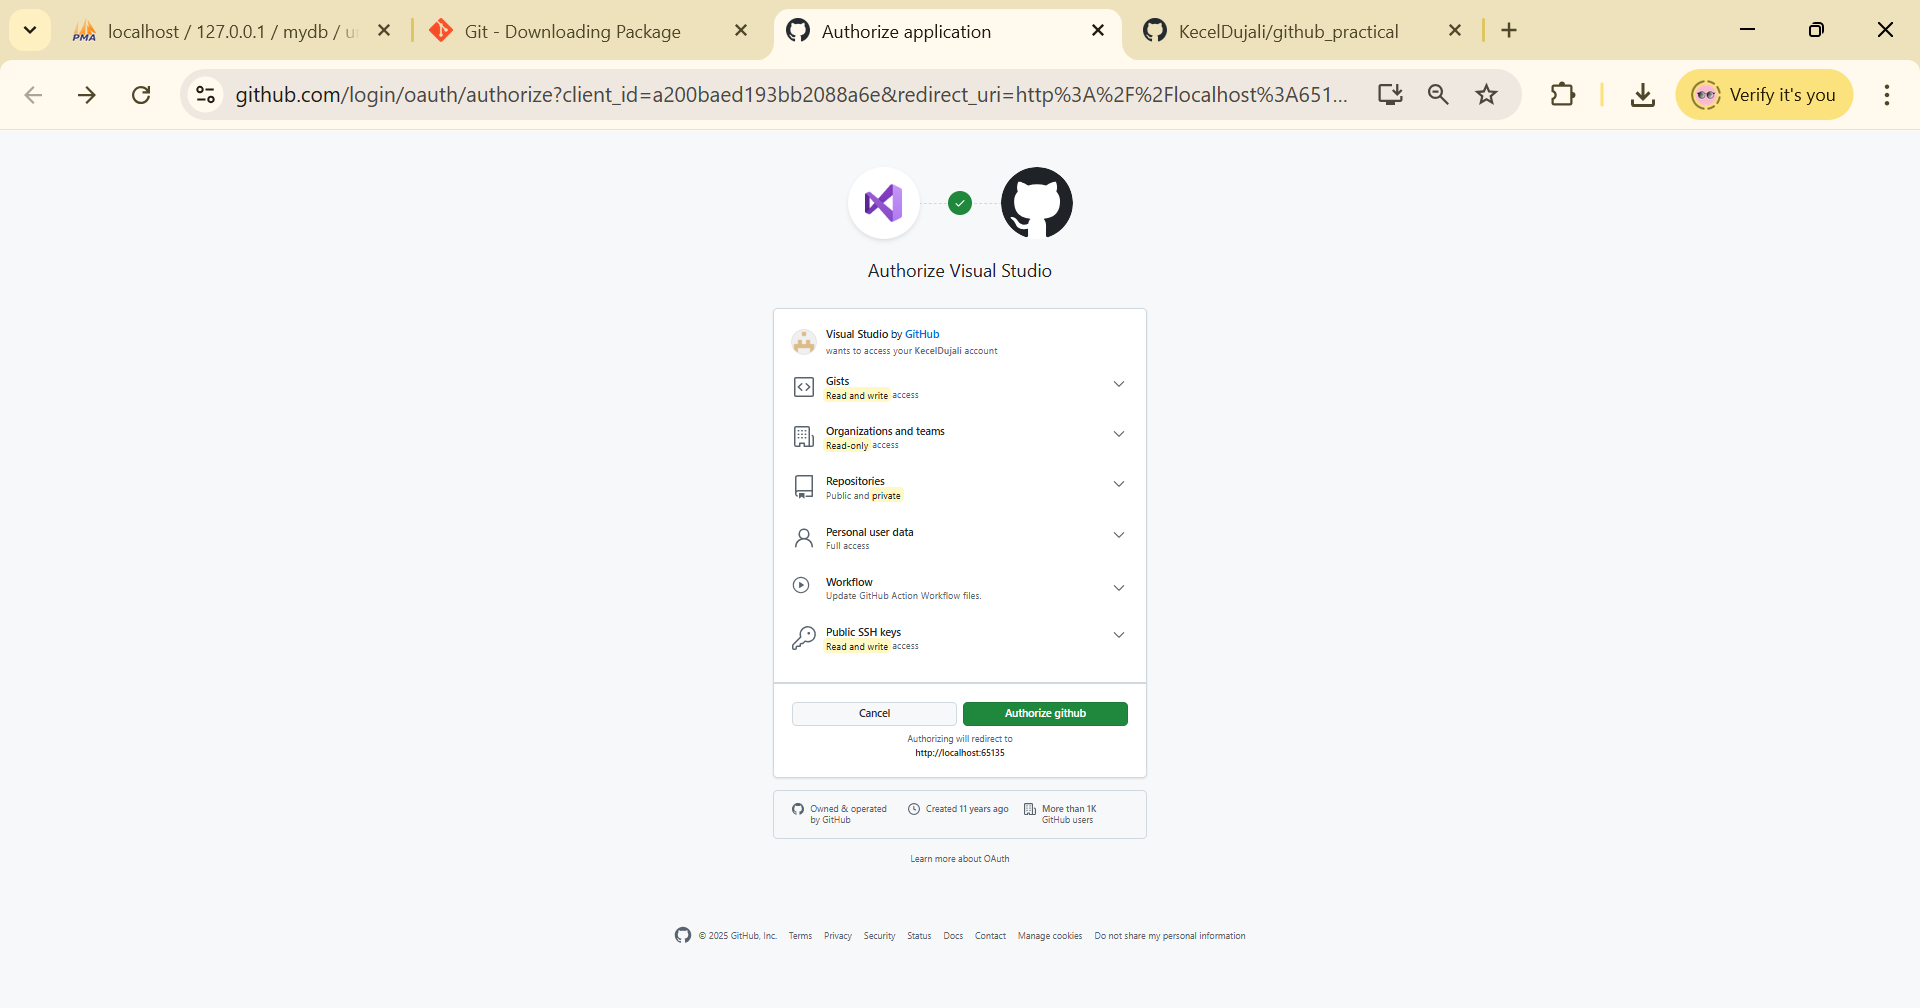 PMA localhost / 127.0.0.1 / mydb /
Git - Downloading Package
Authorize application
KecelDujali/github_practical
github.com/login/oauth/authorize?client_id=a200baed193bb2088a6e&redirect_uri=http%3A%2F%2Flocalhost%3A651...
Verify it's you
Authorize Visual Studio
Visual Studio by GitHub
wants to access your KecelDujali account
Gists
Read and write access
Organizations and teams
Read-only access
Repositories
Public and private
Personal user data
Full access
Workflow
Update GitHub Action Workflow files.
Public SSH keys
Read and write access
Cancel
Authorize github
Authorizing will redirect to
http://localhost:65135
Owned & operated
by GitHub
Created 11 years ago
More than 1K
GitHub users
Learn more about OAuth
© 2025 GitHub, Inc. Terms Privacy Security Status Docs Contact Manage cookies Do not share my personal information